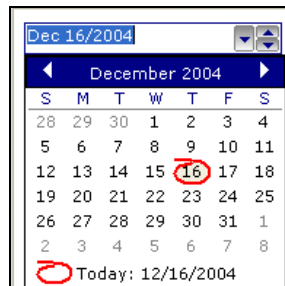 Dec 16/2004
December 2004
S M T W T F S
28 29 30 1 2 3 4
5 6 7 8 9 10 11
12 13 14 15 16 17 18
19 20 21 22 23 24 25
26 27 28 29 30 31 1
2 3 4 5 6 7 8
Today: 12/16/2004